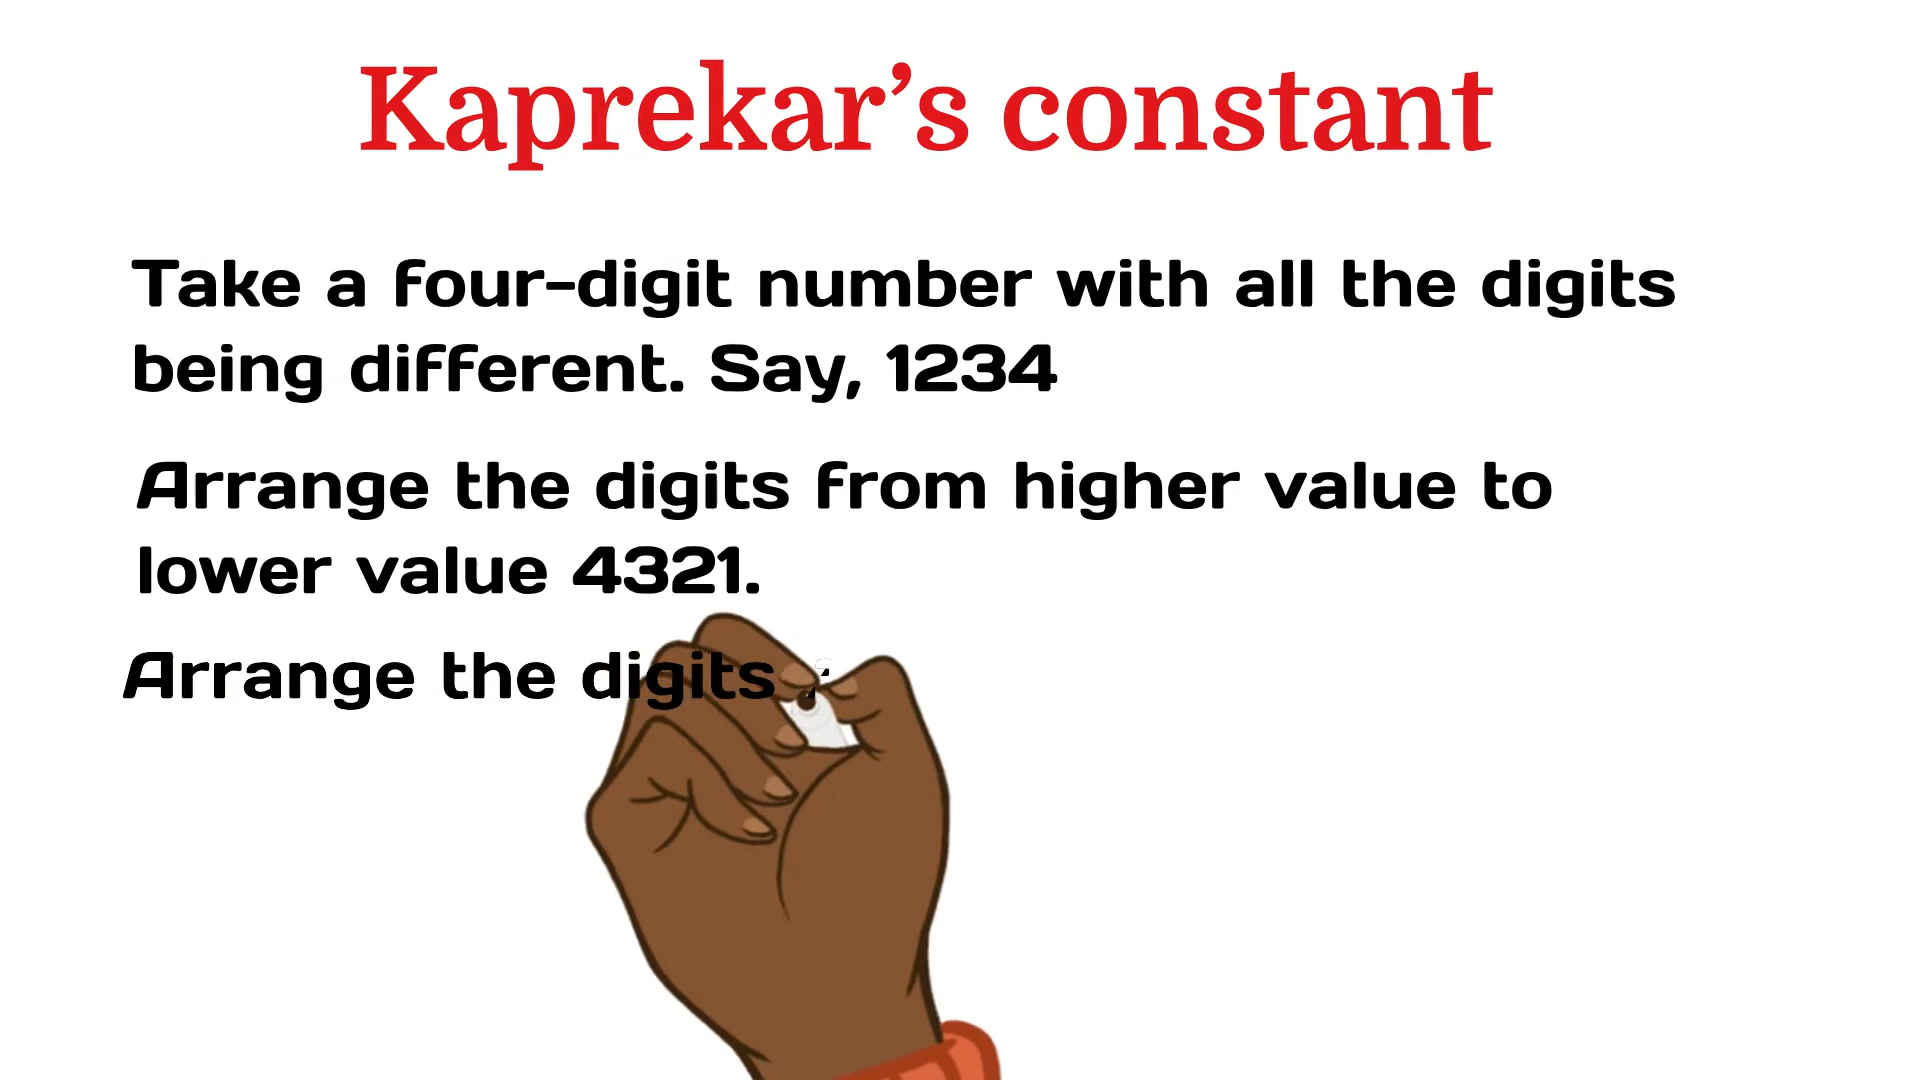 Kaprekar’s constant
Take a four-digit number with all the digits
being different. Say, 1234
Arrange the digits from higher value to
lower value 4321.
Arrange the digits